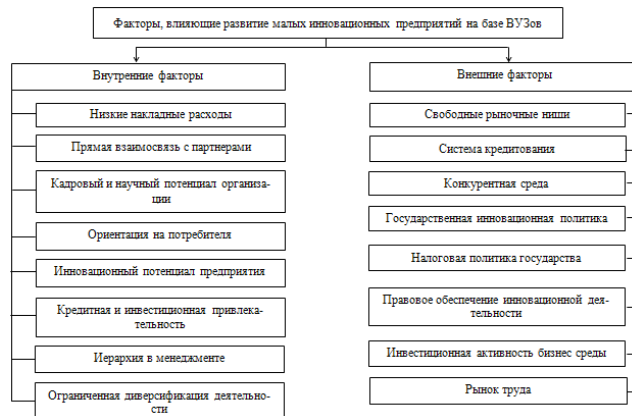 Факторы, влияющие развитие малых инновационных предприятий на базе ВУЗов
Внутренние факторы
Низкие накладные расходы
Прямая взаимосвязь с партнерами
Кадровый и научный потенциал организа-
ции
Ориентация на потребителя
Инновационный потенциал предприятия
Кредитная и инвестиционная привлека-
тельность
Иерархия в менеджменте
Ограниченная диверсификация деятельно-
сти
Внешние факторы
Свободные рыночные ниши
Система кредитования
Конкурентная среда
Государственная инновационная политика
Налоговая политика государства
Правовое обеспечение инновационной дея-
тельности
Инвестиционная активность бизнес среды
Рынок труда